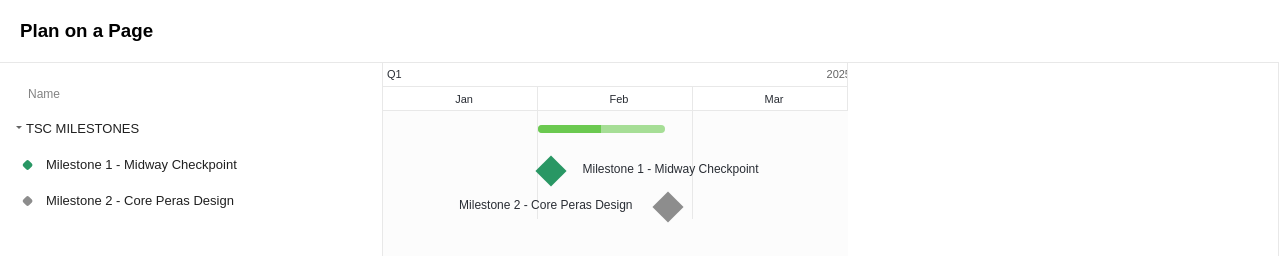 Plan on a Page
Q1
2025
Name
Jan
Feb
Mar
TSC MILESTONES
Milestone 1 - Midway Checkpoint
Milestone 1 - Midway Checkpoint
Milestone 2 - Core Peras Design
Milestone 2 - Core Peras Design